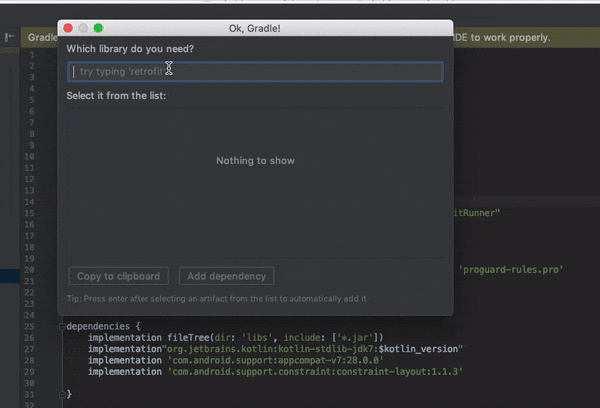 Ok, Gradle!
Gradle
IDE to work properly.
Which library do you need?
try typing 'retrofit'
Select it from the list:
Nothing to show
Copy to clipboard
Add dependency
Tip: Press enter after selecting an artifact from the list to automatically add it
1
2
3
4
5
6
7
8
9
10
11
12
13
14
15 itRunner"
16
17
18
19
20 'proguard-rules.pro'
21
22
23
24
25 dependencies {
26 implementation fileTree(dir: 'libs', include: ['*.jar'])
27 implementation"org.jetbrains.kotlin:kotlin-stdlib-jdk7:$kotlin_version"
28 implementation 'com.android.support:appcompat-v7:28.0.0'
29 implementation 'com.android.support.constraint:constraint-layout:1.1.3'
30
31 }
32